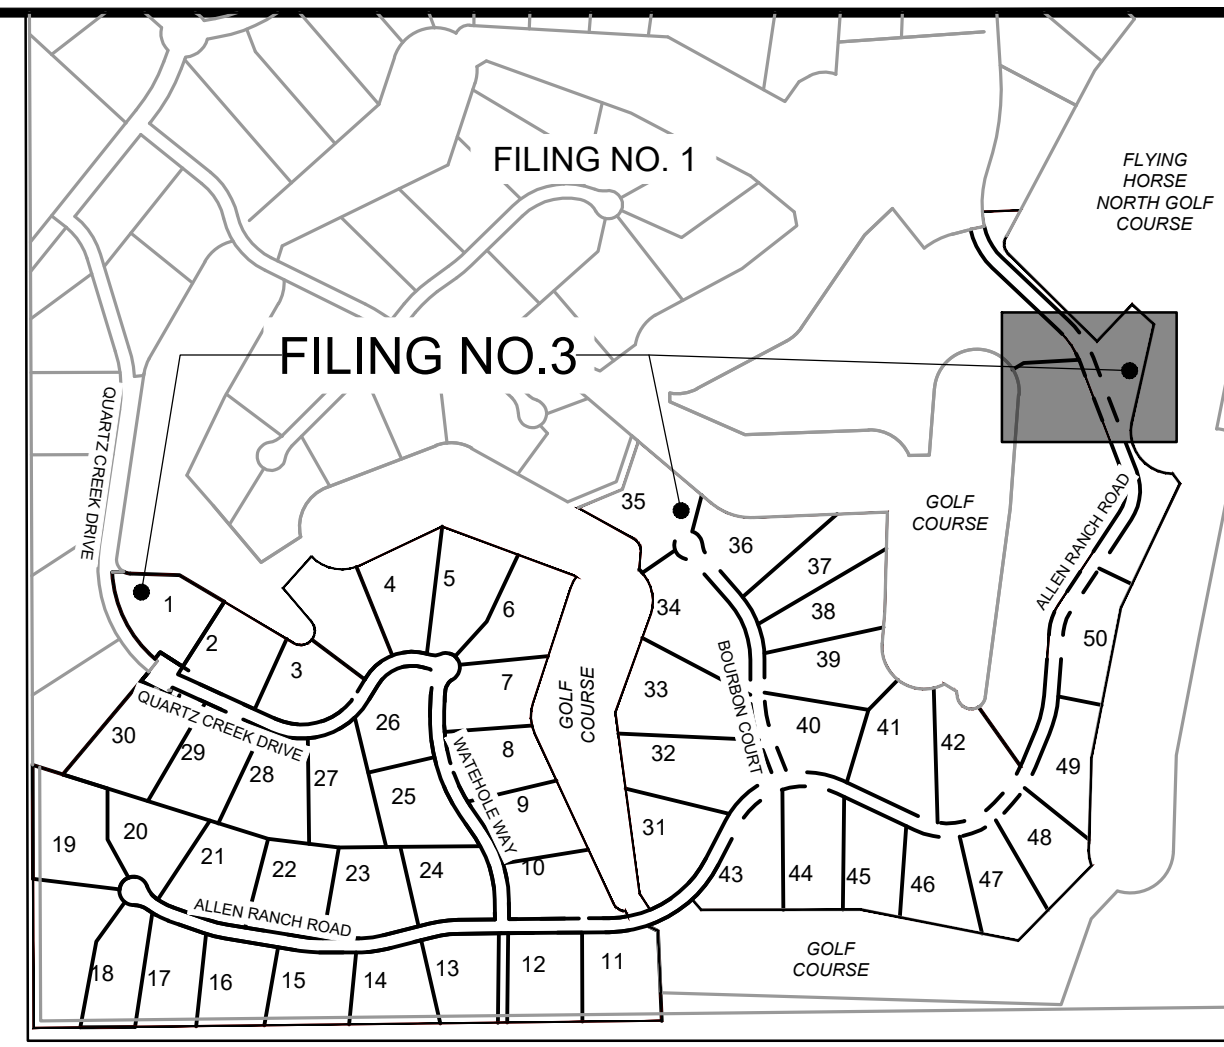 FILING NO. 1
FLYING
HORSE
NORTH GOLF
COURSE
FILING NO.3
QUARTZ CREEK DRIVE
GOLF
COURSE
ALLEN RANCH ROAD
35
36
37
38
39
34
33
32
31
BOURBON COURT
1
2
3
4
5
6
7
8
9
10
GOLF
COURSE
QUARTZ CREEK DRIVE
WATEHOLE WAY
26
25
30
29
28
27
40
41
42
50
49
48
19
20
21
22
23
24
43
44
45
46
47
ALLEN RANCH ROAD
18
17
16
15
14
13
12
11
GOLF
COURSE